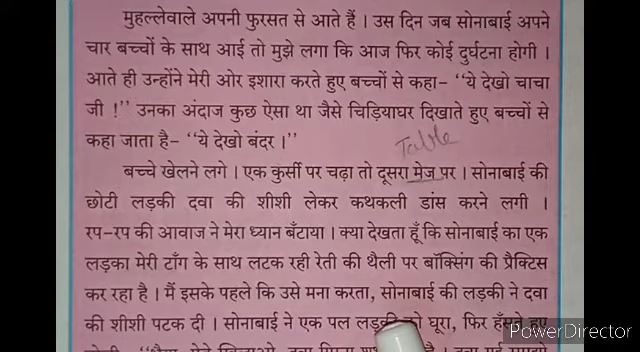 मुहल्लेवाले अपनी फुरसत से आते हैं । उस दिन जब सोनाबाई अपने
चार बच्चों के साथ आई तो मुझे लगा कि आज फिर कोई दुर्घटना होगी ।
आते ही उन्होंने मेरी ओर इशारा करते हुए बच्चों से कहा- “ये देखो चाचा
जी !” उनका अंदाज कुछ ऐसा था जैसे चिड़ियाघर दिखाते हुए बच्चों से
कहा जाता है- “ये देखो बंदर ।”
Table
बच्चे खेलने लगे । एक कुर्सी पर चढ़ा तो दूसरा मेज पर । सोनाबाई की
छोटी लड़की दवा की शीशी लेकर कथकली डांस करने लगी ।
रप-रप की आवाज ने मेरा ध्यान बँटाया । क्या देखता हूँ कि सोनाबाई का एक
लड़का मेरी टाँग के साथ लटक रही रेती की थैली पर बॉक्सिंग की प्रैक्टिस
कर रहा है । मैं इसके पहले कि उसे मना करता, सोनाबाई की लड़की ने दवा
की शीशी पटक दी । सोनाबाई ने एक पल लड़की को घूरा, फिर हँसते हुए
PowerDirector